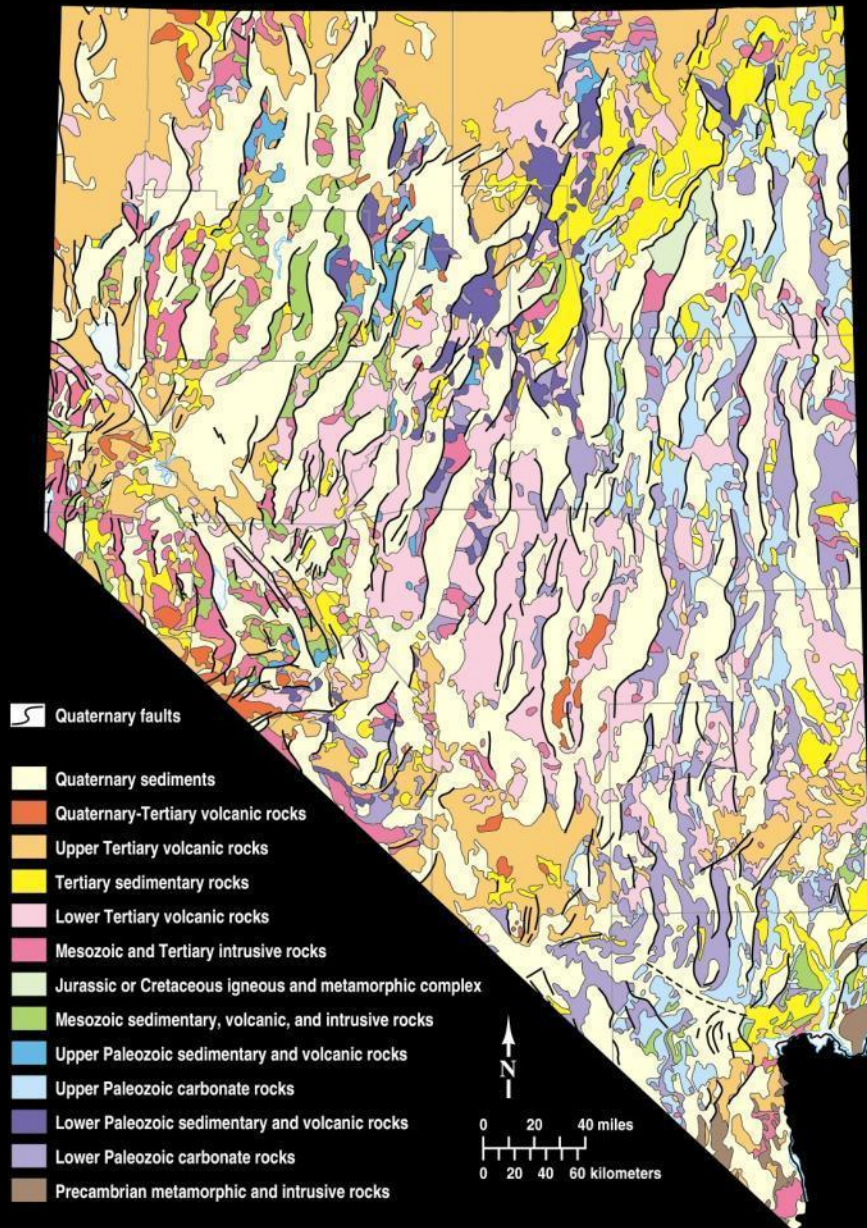 Quaternary faults
Quaternary sediments
Quaternary-Tertiary volcanic rocks
Upper Tertiary volcanic rocks
Tertiary sedimentary rocks
Lower Tertiary volcanic rocks
Mesozoic and Tertiary intrusive rocks
Jurassic or Cretaceous igneous and metamorphic complex
Mesozoic sedimentary, volcanic, and intrusive rocks
Upper Paleozoic sedimentary and volcanic rocks
Upper Paleozoic carbonate rocks
Lower Paleozoic sedimentary and volcanic rocks
Lower Paleozoic carbonate rocks
Precambrian metamorphic and intrusive rocks
N
0 20 40 miles
0 20 40 60 kilometers